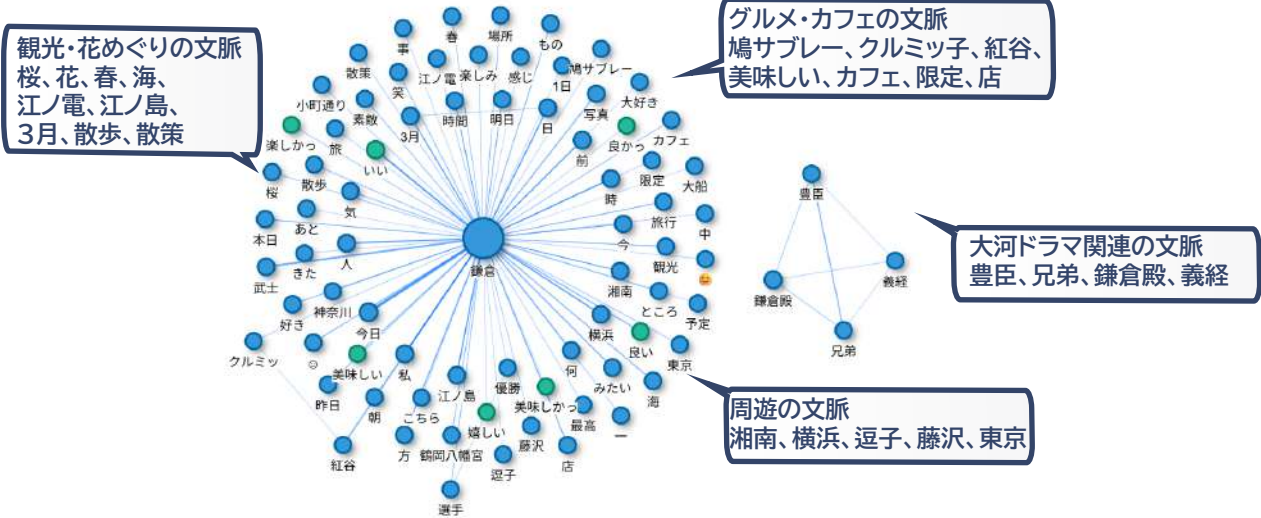 観光・花めぐりの文脈
桜、花、春、海、
江ノ電、江ノ島、
3月、散歩、散策
グルメ・カフェの文脈
鳩サブレー、クルミッ子、紅谷、
美味しい、カフェ、限定、店
大河ドラマ関連の文脈
豊臣、兄弟、鎌倉殿、義経
周遊の文脈
湘南、横浜、逗子、藤沢、東京
春
場所
事
もの
散策
笑
江ノ電
楽しみ
感じ
1日
鳩サブレー
小町通り
素敵
3月
時間
明日
日
写真
大好き
楽しかっ
旅
いい
前
良かっ
カフェ
桜
散歩
気
時
限定
大船
本日
あと
今
旅行
中
武士
きた
人
鎌倉
観光
😊
好き
神奈川
今日
湘南
ところ
予定
クルミッ
☺
美味しい
私
横浜
良い
東京
昨日
朝
こちら
江ノ島
優勝
美味しかっ
何
みたい
海
紅谷
方
鶴岡八幡宮
嬉しい
藤沢
最高
一
選手
逗子
店
豊臣
義経
鎌倉殿
兄弟